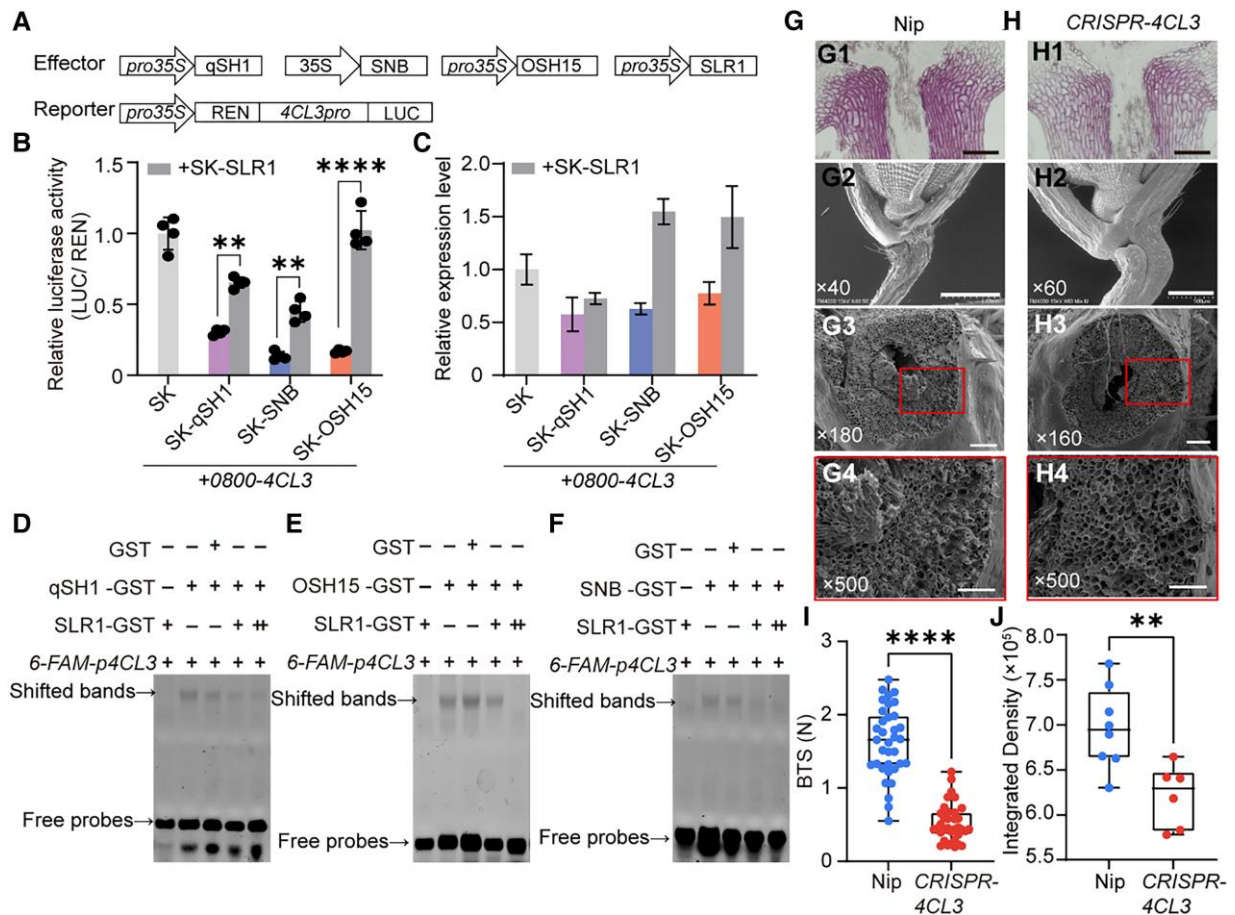 A
Effector pro35S qSH1 35S SNB pro35S OSH15 pro35S SLR1
Reporter pro35S REN 4CL3pro LUC
B
+SK-SLR1
Relative luciferase activity
(LUC/ REN)
1.5
1.0
0.5
0
** ** ****
SK SK-qSH1 SK-SNB SK-OSH15
+0800-4CL3
C
+SK-SLR1
Relative expression level
2.0
1.5
1.0
0.5
0
SK SK-qSH1 SK-SNB SK-OSH15
+0800-4CL3
D
GST − − + − −
qSH1 -GST − + + + +
SLR1-GST + − − + ++
6-FAM-p4CL3 + + + + +
Shifted bands→
Free probes→
E
GST − − + − −
OSH15 -GST − + + + +
SLR1-GST + − − + ++
6-FAM-p4CL3 + + + + +
Shifted bands→
Free probes→
F
GST − − + − −
SNB -GST − + + + +
SLR1-GST + − − + ++
6-FAM-p4CL3 + + + + +
Shifted bands→
Free probes→
G Nip
G1
G2
×40
G3
×180
G4
×500
H CRISPR-4CL3
H1
H2
×60
H3
×160
H4
×500
I
****
BTS (N)
3
2
1
0
Nip CRISPR-
4CL3
J
**
Integrated Density (×10⁵)
8.0
7.5
7.0
6.5
6.0
5.5
Nip CRISPR-
4CL3